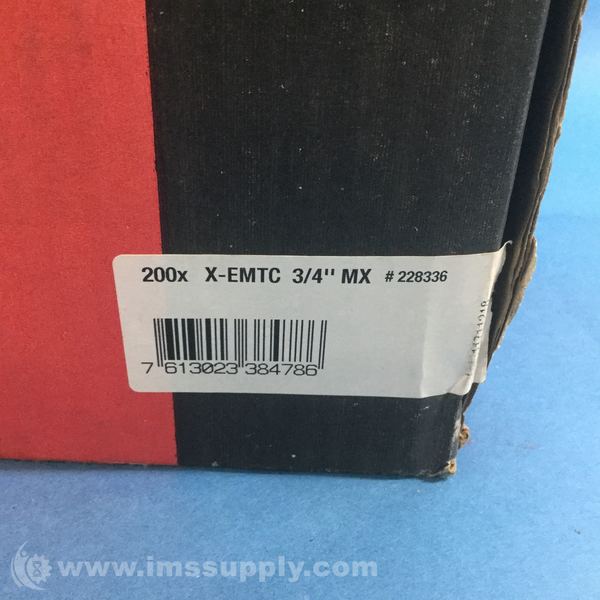 200x X-EMTC 3/4" MX # 228336
7 613023 384786
www.imssupply.com